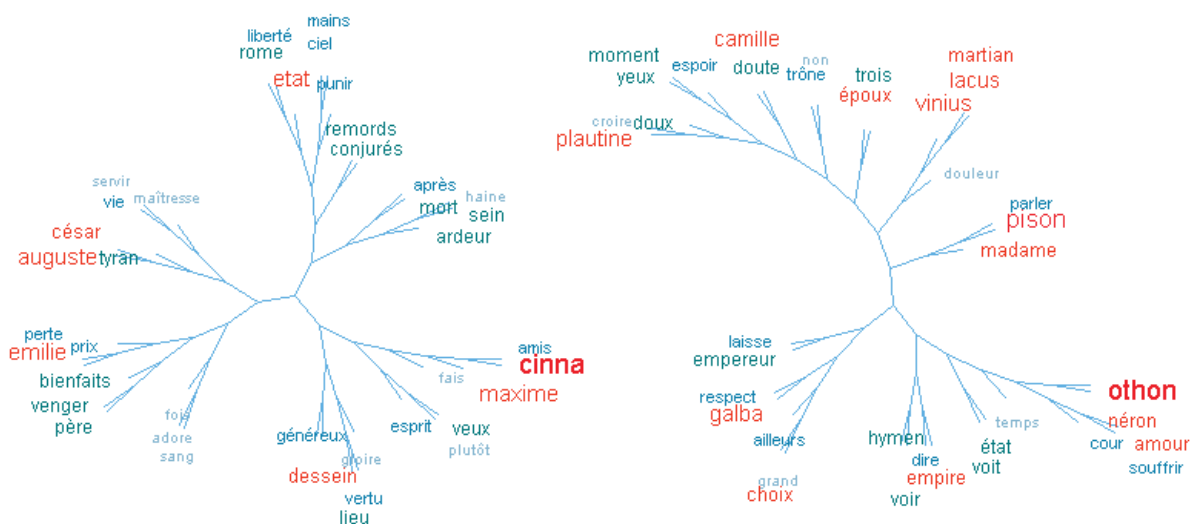 mains
liberté
ciel
rome
etat
punir
remords
conjurés
servir
vie
maîtresse
après
haine
mort
sein
ardeur
césar
auguste
tyran
perte
prix
emilie
bienfaits
venger
père
fois
adore
sang
amis
cinna
fais
maxime
esprit
veux
plutôt
généreux
gloire
dessein
vertu
lieu
camille
moment
yeux
espoir
doute
non
trône
trois
époux
martian
lacus
vinius
croire
doux
plautine
douleur
parler
pison
madame
laisse
empereur
respect
galba
ailleurs
grand
choix
hymen
dire
empire
voir
temps
état
voit
othon
néron
cour
amour
souffrir